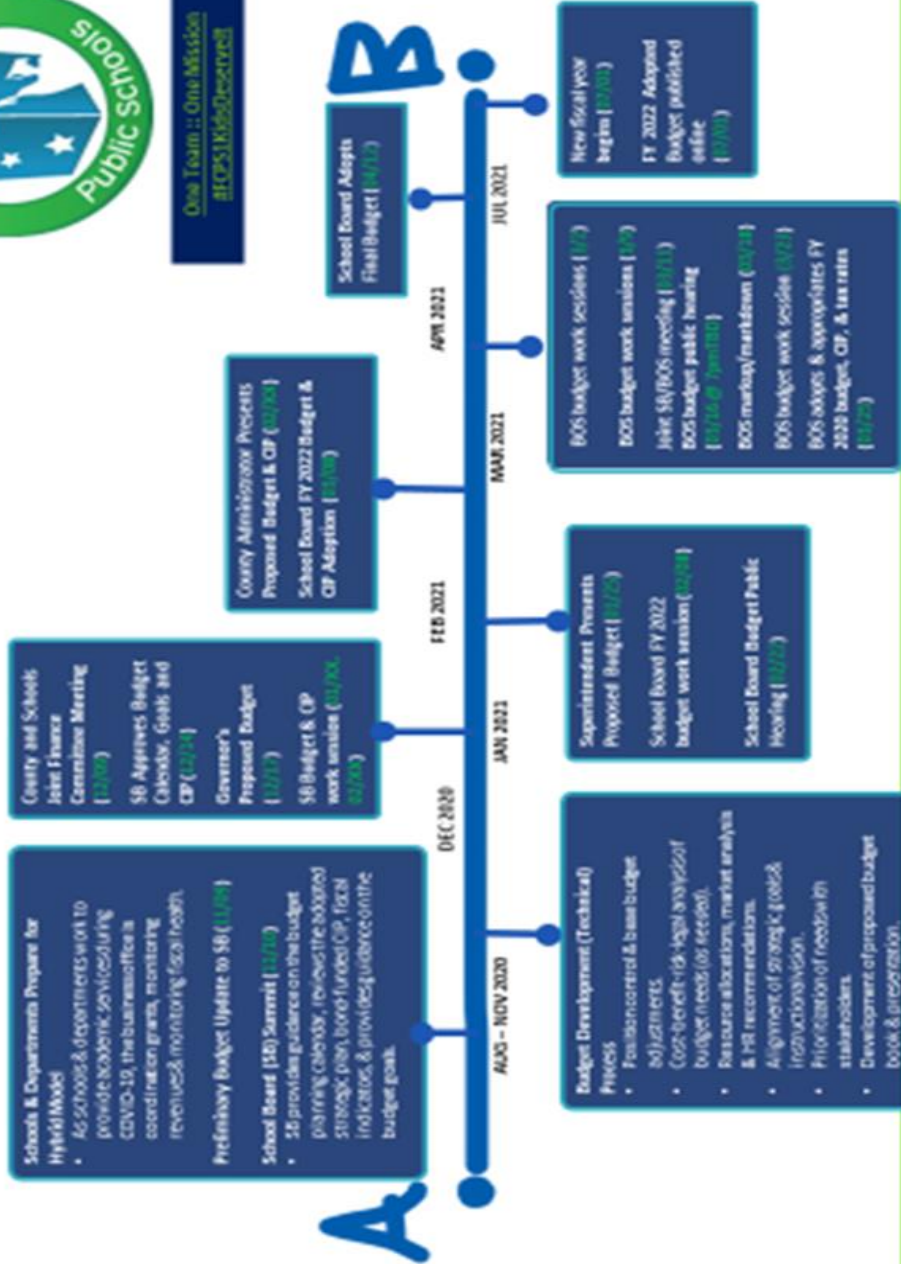 Public Schools
One Team :: One Mission
#FCPS1KidsDeserveIt
A
B
Schools & Departments Prepare for
Hybrid Model
• As schools & departments work to
provide academic services during
COVID-19, the business office is
coordination grants, monitoring
revenues & monitoring fiscal health.
Preliminary Budget Update to SB
School Board (SB) Summit
• SB provides guidance on the budget
planning calendar, reviews the adopted
strategic plan, bond funded CIP, fiscal
indicators, & provides guidance on the
budget goals.
County and Schools
Joint Finance
Committee Meeting
SB Approves Budget
Calendar, Goals and
CIP (12/14)
Governor's
Proposed Budget
SB Budget & CIP
work session
County Administrator Presents
Proposed Budget & CIP
School Board FY 2022 Budget &
CIP Adoption
School Board Adopts
Final Budget
AUG – NOV 2020
DEC 2020
JAN 2021
FEB 2021
MAR 2021
APR 2021
JUL 2021
Budget Development (Technical)
Process
• Position control & base budget
adjustments.
• Cost-benefit-risk-legal analysis of
budget needs (as needed).
• Resource allocations, market analysis
& HR recommendations.
• Alignment of strategic goals &
instructional vision.
• Prioritization of needs with
stakeholders.
• Development of proposed budget
book & presentation.
Superintendent Presents
Proposed Budget
School Board FY 2022
budget work session
School Board Budget Public
Hearing
BOS budget work sessions
BOS budget work sessions
Joint SB/BOS meeting
BOS budget public hearing
BOS markup/markdown
BOS budget work session
BOS adopts & appropriates FY
2020 budget, CIP, & tax rates
New fiscal year
begins
FY 2022 Adopted
Budget published
online